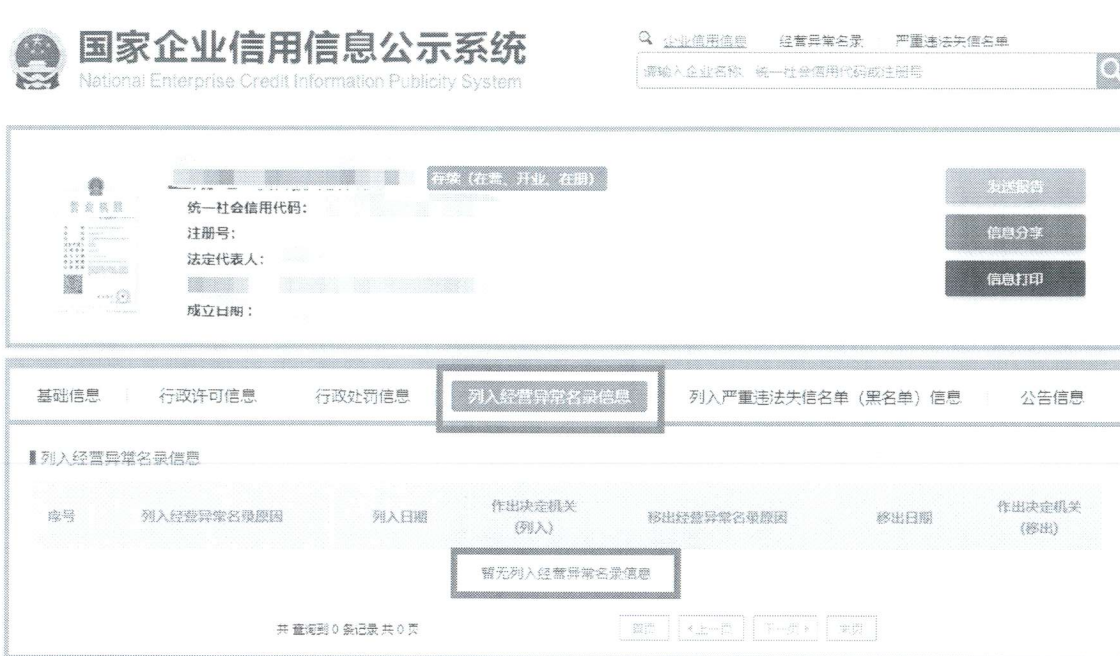 国家企业信用信息公示系统
National Enterprise Credit Information Publicity System
企业信用信息 经营异常名录 严重违法失信名单
请输入企业名称、统一社会信用代码或注册号
存续（在营、开业、在册）
营业执照
统一社会信用代码：
注册号：
法定代表人：
成立日期：
发送报告
信息分享
信息打印
基础信息 行政许可信息 行政处罚信息 列入经营异常名录信息 列入严重违法失信名单（黑名单）信息 公告信息
列入经营异常名录信息
序号 列入经营异常名录原因 列入日期 作出决定机关(列入) 移出经营异常名录原因 移出日期 作出决定机关(移出)
暂无列入经营异常名录信息
共 查询到 0 条记录 共 0 页
首页 上一页 下一页 末页